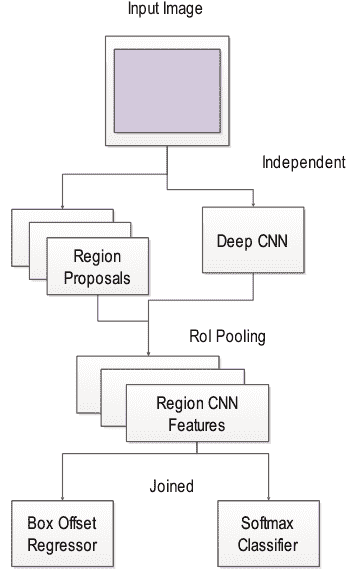 Input Image
Independent
Region
Proposals
Deep CNN
RoI Pooling
Region CNN
Features
Joined
Box Offset
Regressor
Softmax
Classifier